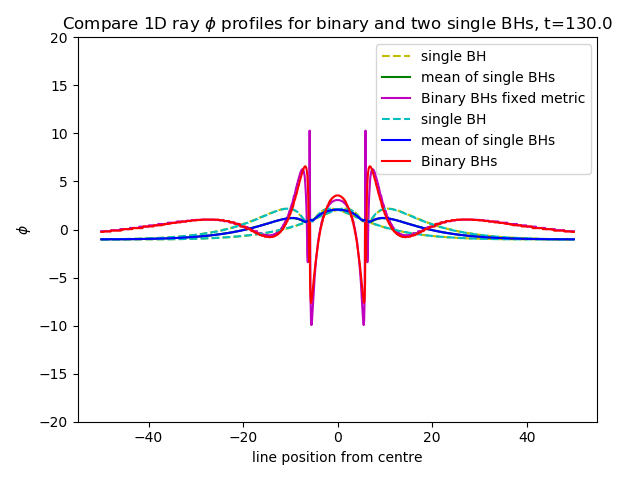 Compare 1D ray ϕ profiles for binary and two single BHs, t=130.0
single BH
mean of single BHs
Binary BHs fixed metric
single BH
mean of single BHs
Binary BHs
20
15
10
5
0
−5
−10
−15
−20
ϕ
−40 −20 0 20 40
line position from centre